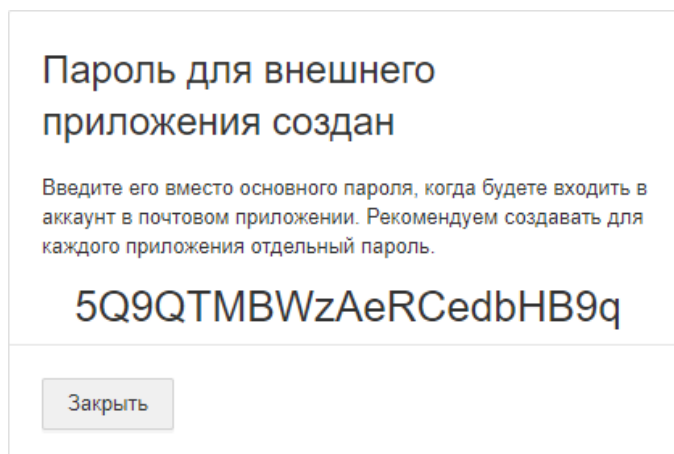 Пароль для внешнего
приложения создан
Введите его вместо основного пароля, когда будете входить в
аккаунт в почтовом приложении. Рекомендуем создавать для
каждого приложения отдельный пароль.
5Q9QTMBWzAeRCedbHB9q
Закрыть